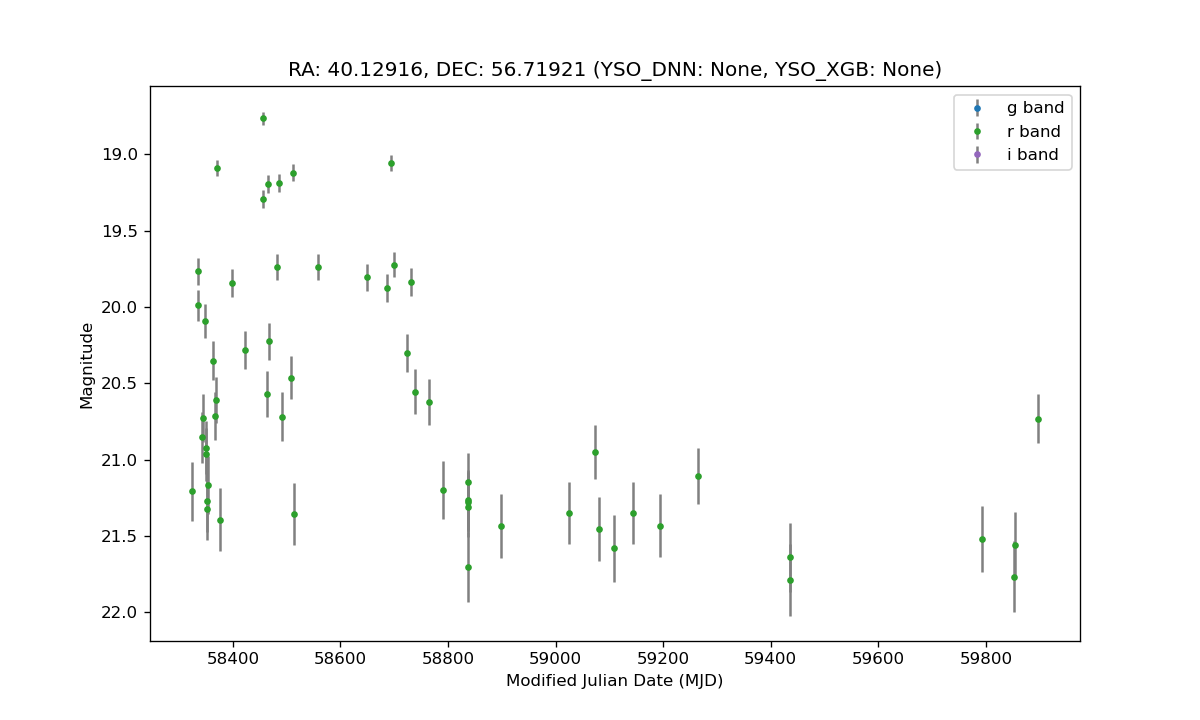 RA: 40.12916, DEC: 56.71921 (YSO_DNN: None, YSO_XGB: None)
g band
r band
i band
19.0
19.5
20.0
20.5
21.0
21.5
22.0
Magnitude
58400 58600 58800 59000 59200 59400 59600 59800
Modified Julian Date (MJD)